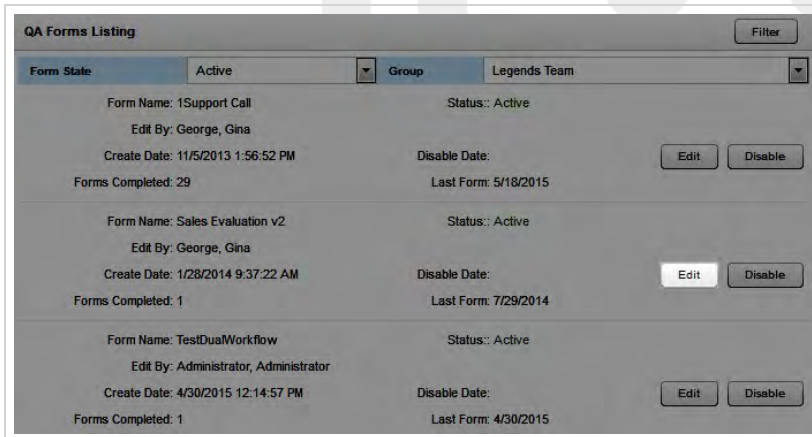 QA Forms Listing Filter
Form State Active Group Legends Team
Form Name: 1Support Call Status:: Active
Edit By: George, Gina
Create Date: 11/5/2013 1:56:52 PM Disable Date: Edit Disable
Forms Completed: 29 Last Form: 5/18/2015
Form Name: Sales Evaluation v2 Status:: Active
Edit By: George, Gina
Create Date: 1/28/2014 9:37:22 AM Disable Date: Edit Disable
Forms Completed: 1 Last Form: 7/29/2014
Form Name: TestDualWorkflow Status:: Active
Edit By: Administrator, Administrator
Create Date: 4/30/2015 12:14:57 PM Disable Date: Edit Disable
Forms Completed: 1 Last Form: 4/30/2015